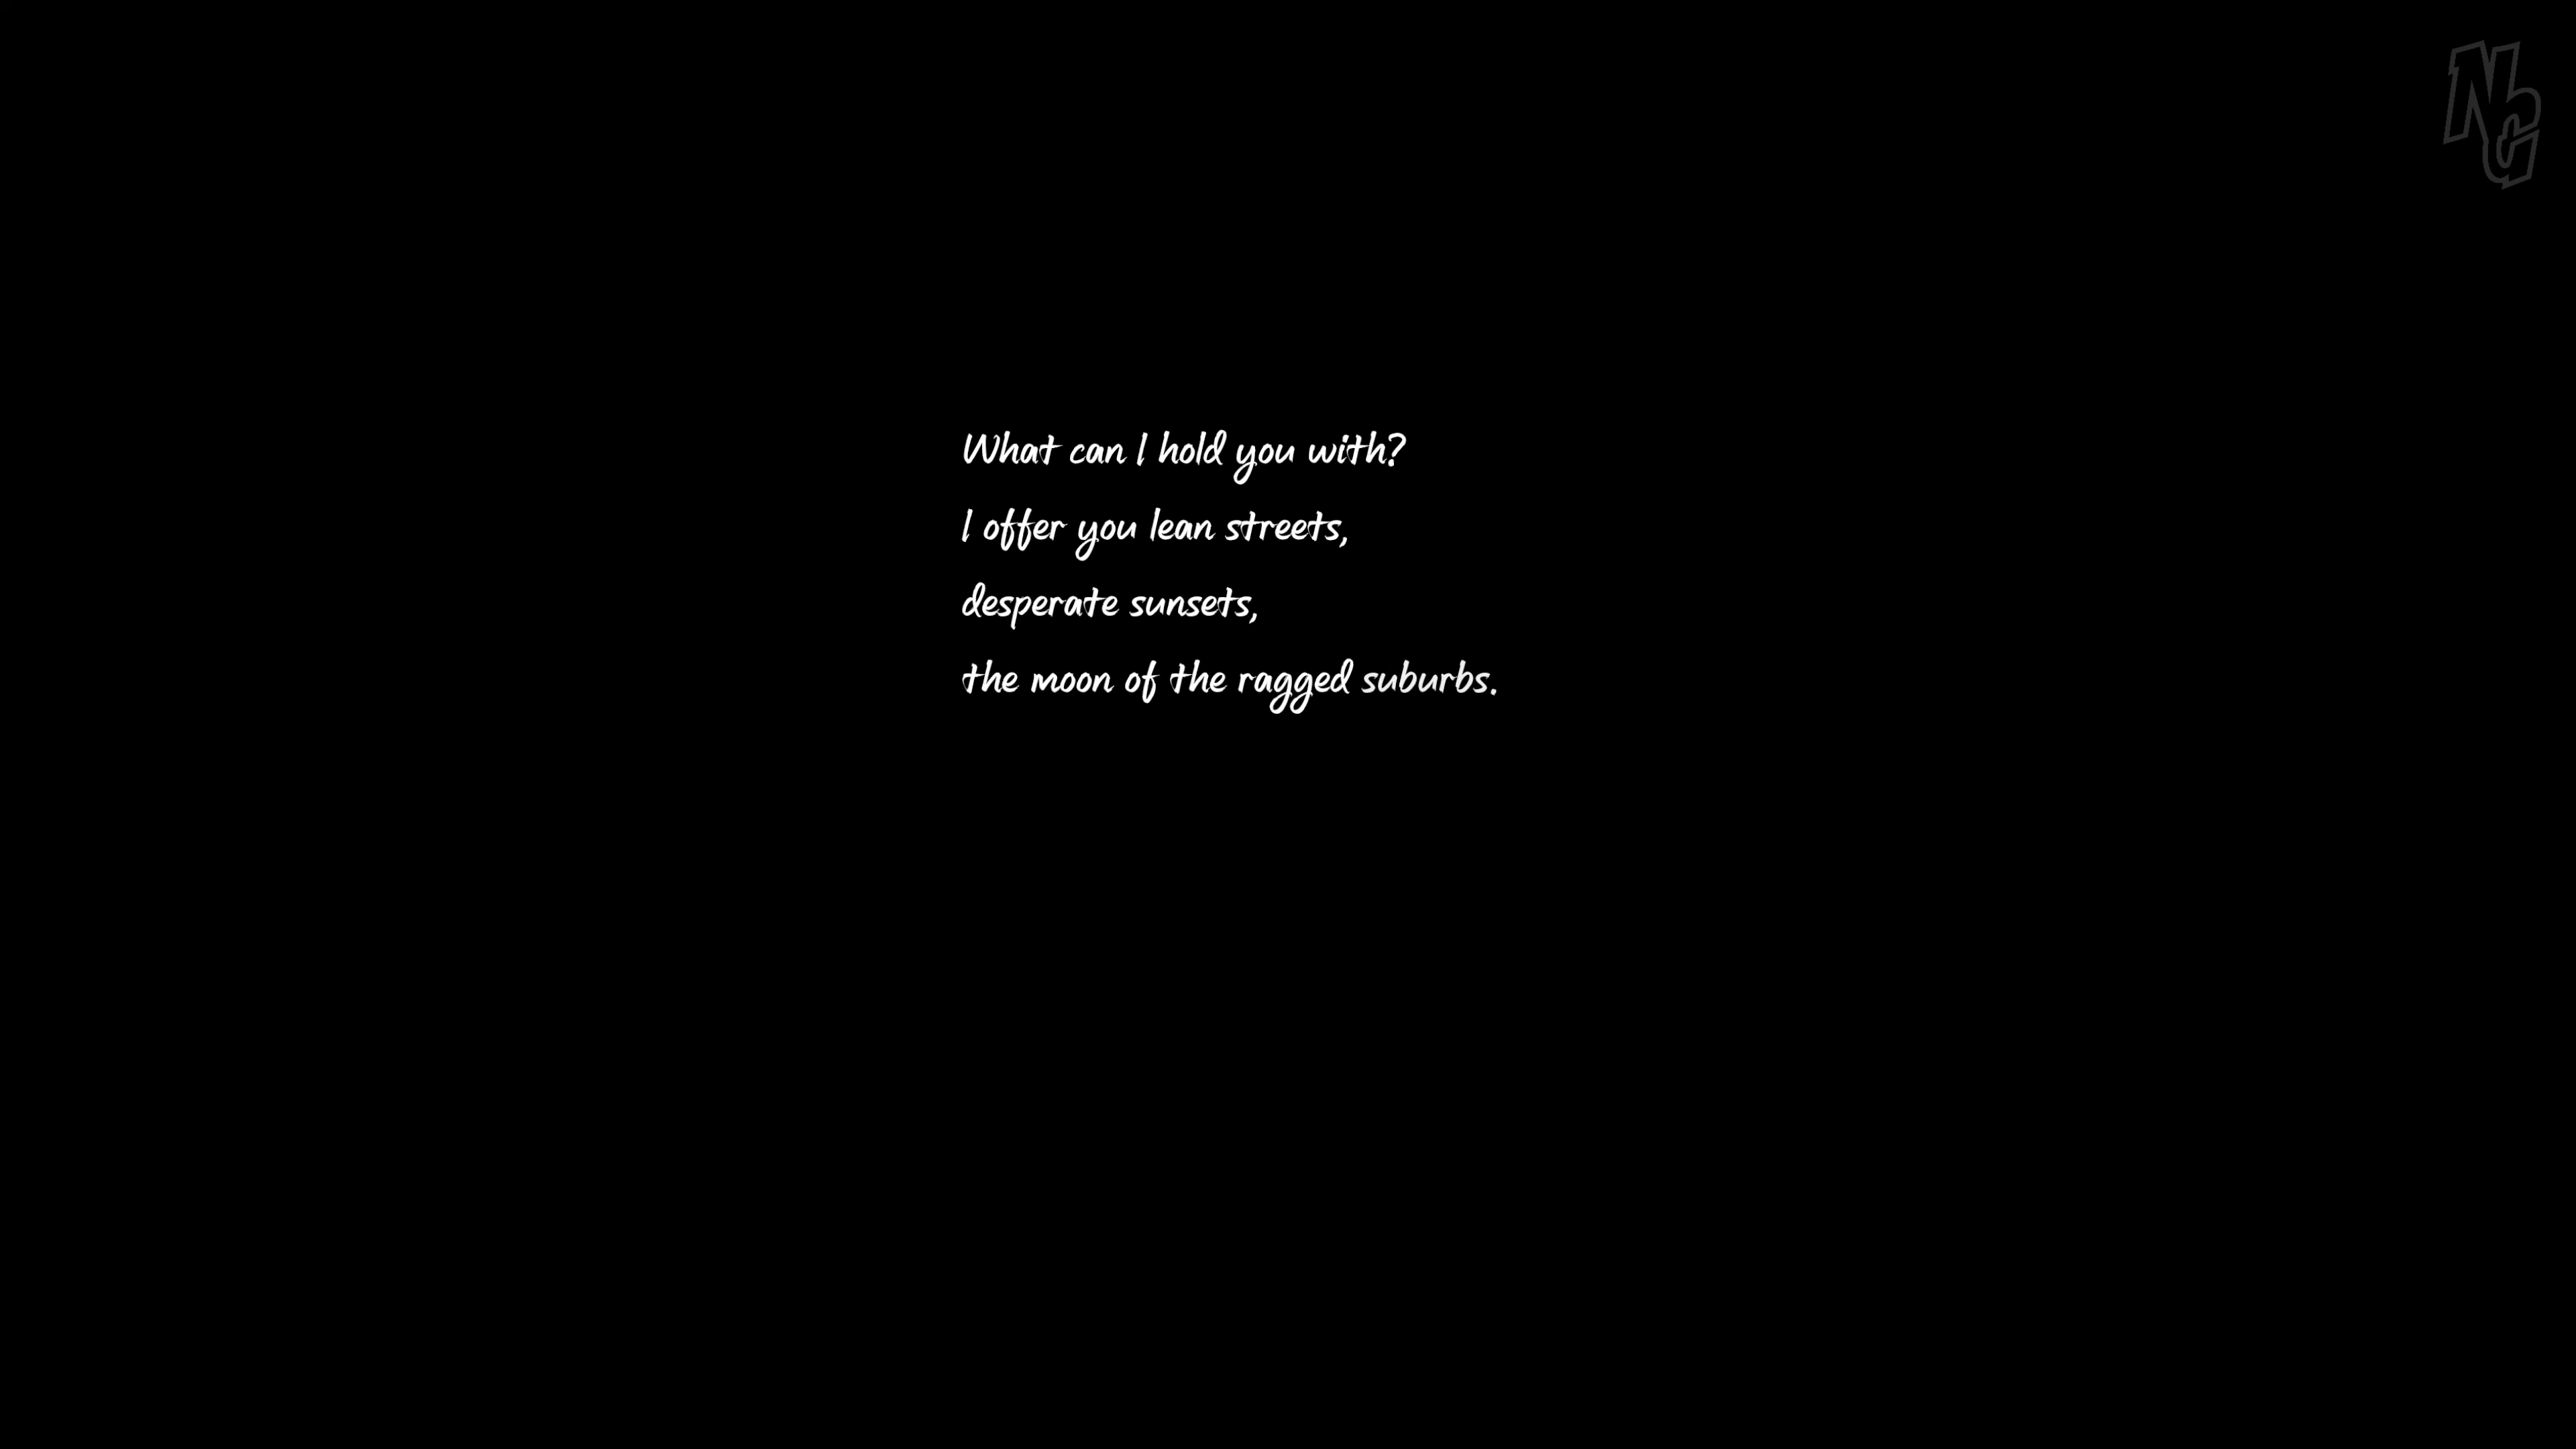 What can I hold you with?
I offer you lean streets,
desperate sunsets,
the moon of the ragged suburbs.